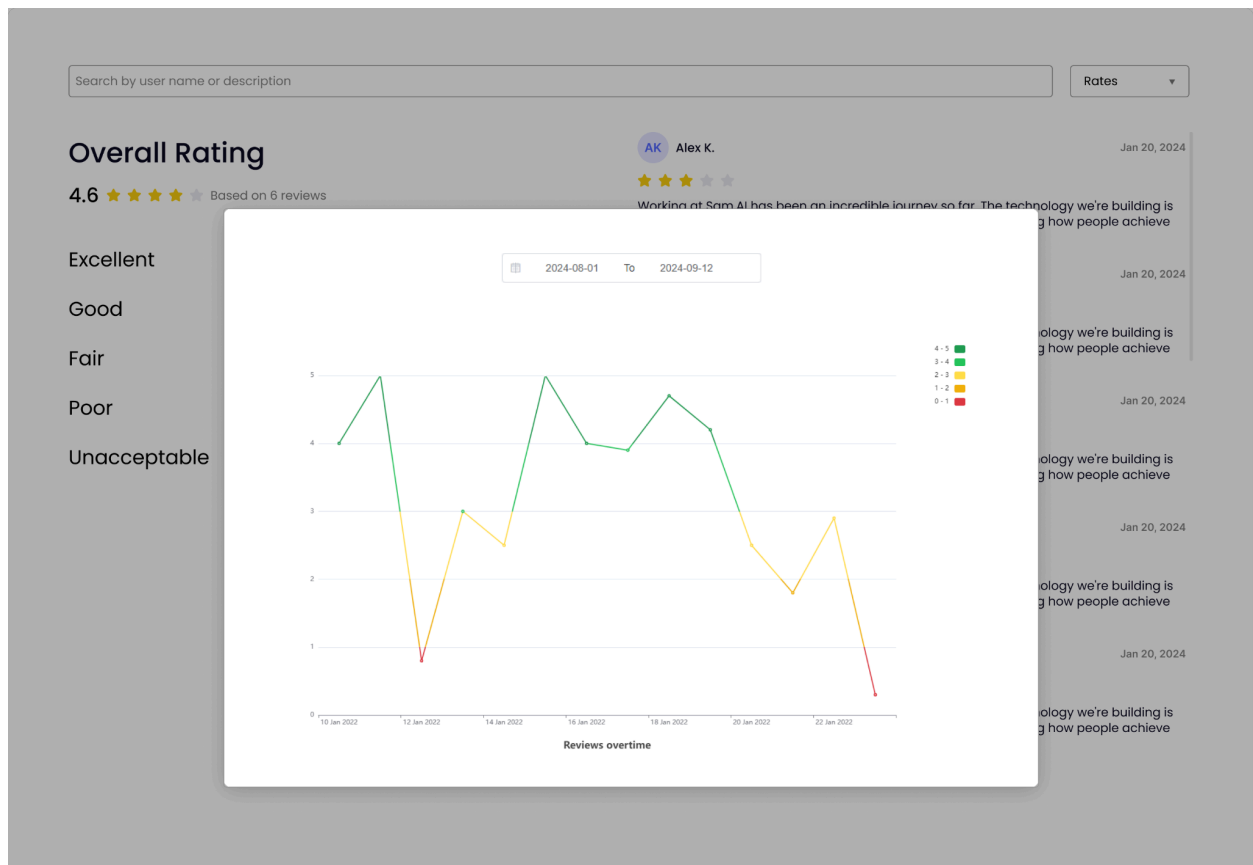 Search by user name or description
Rates
Overall Rating
4.6 Based on 6 reviews
Excellent
Good
Fair
Poor
Unacceptable
AK Alex K. Jan 20, 2024
Working at Sam AI has been an incredible journey so far. The technology we're building is
g how people achieve
Jan 20, 2024
ology we're building is
g how people achieve
Jan 20, 2024
nology we're building is
g how people achieve
Jan 20, 2024
ology we're building is
g how people achieve
Jan 20, 2024
ology we're building is
g how people achieve
2024-08-01 To 2024-09-12
4 - 5
3 - 4
2 - 3
1 - 2
0 - 1
5
4
3
2
1
0
10 Jan 2022 12 Jan 2022 14 Jan 2022 16 Jan 2022 18 Jan 2022 20 Jan 2022 22 Jan 2022
Reviews overtime